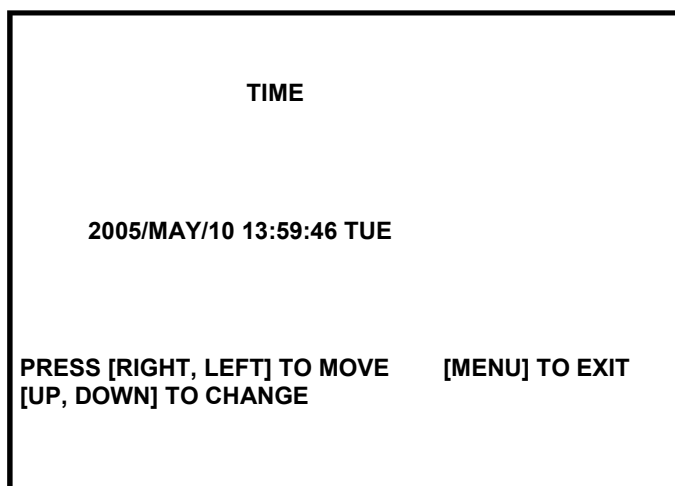 TIME
2005/MAY/10 13:59:46 TUE
PRESS [RIGHT, LEFT] TO MOVE [MENU] TO EXIT
[UP, DOWN] TO CHANGE